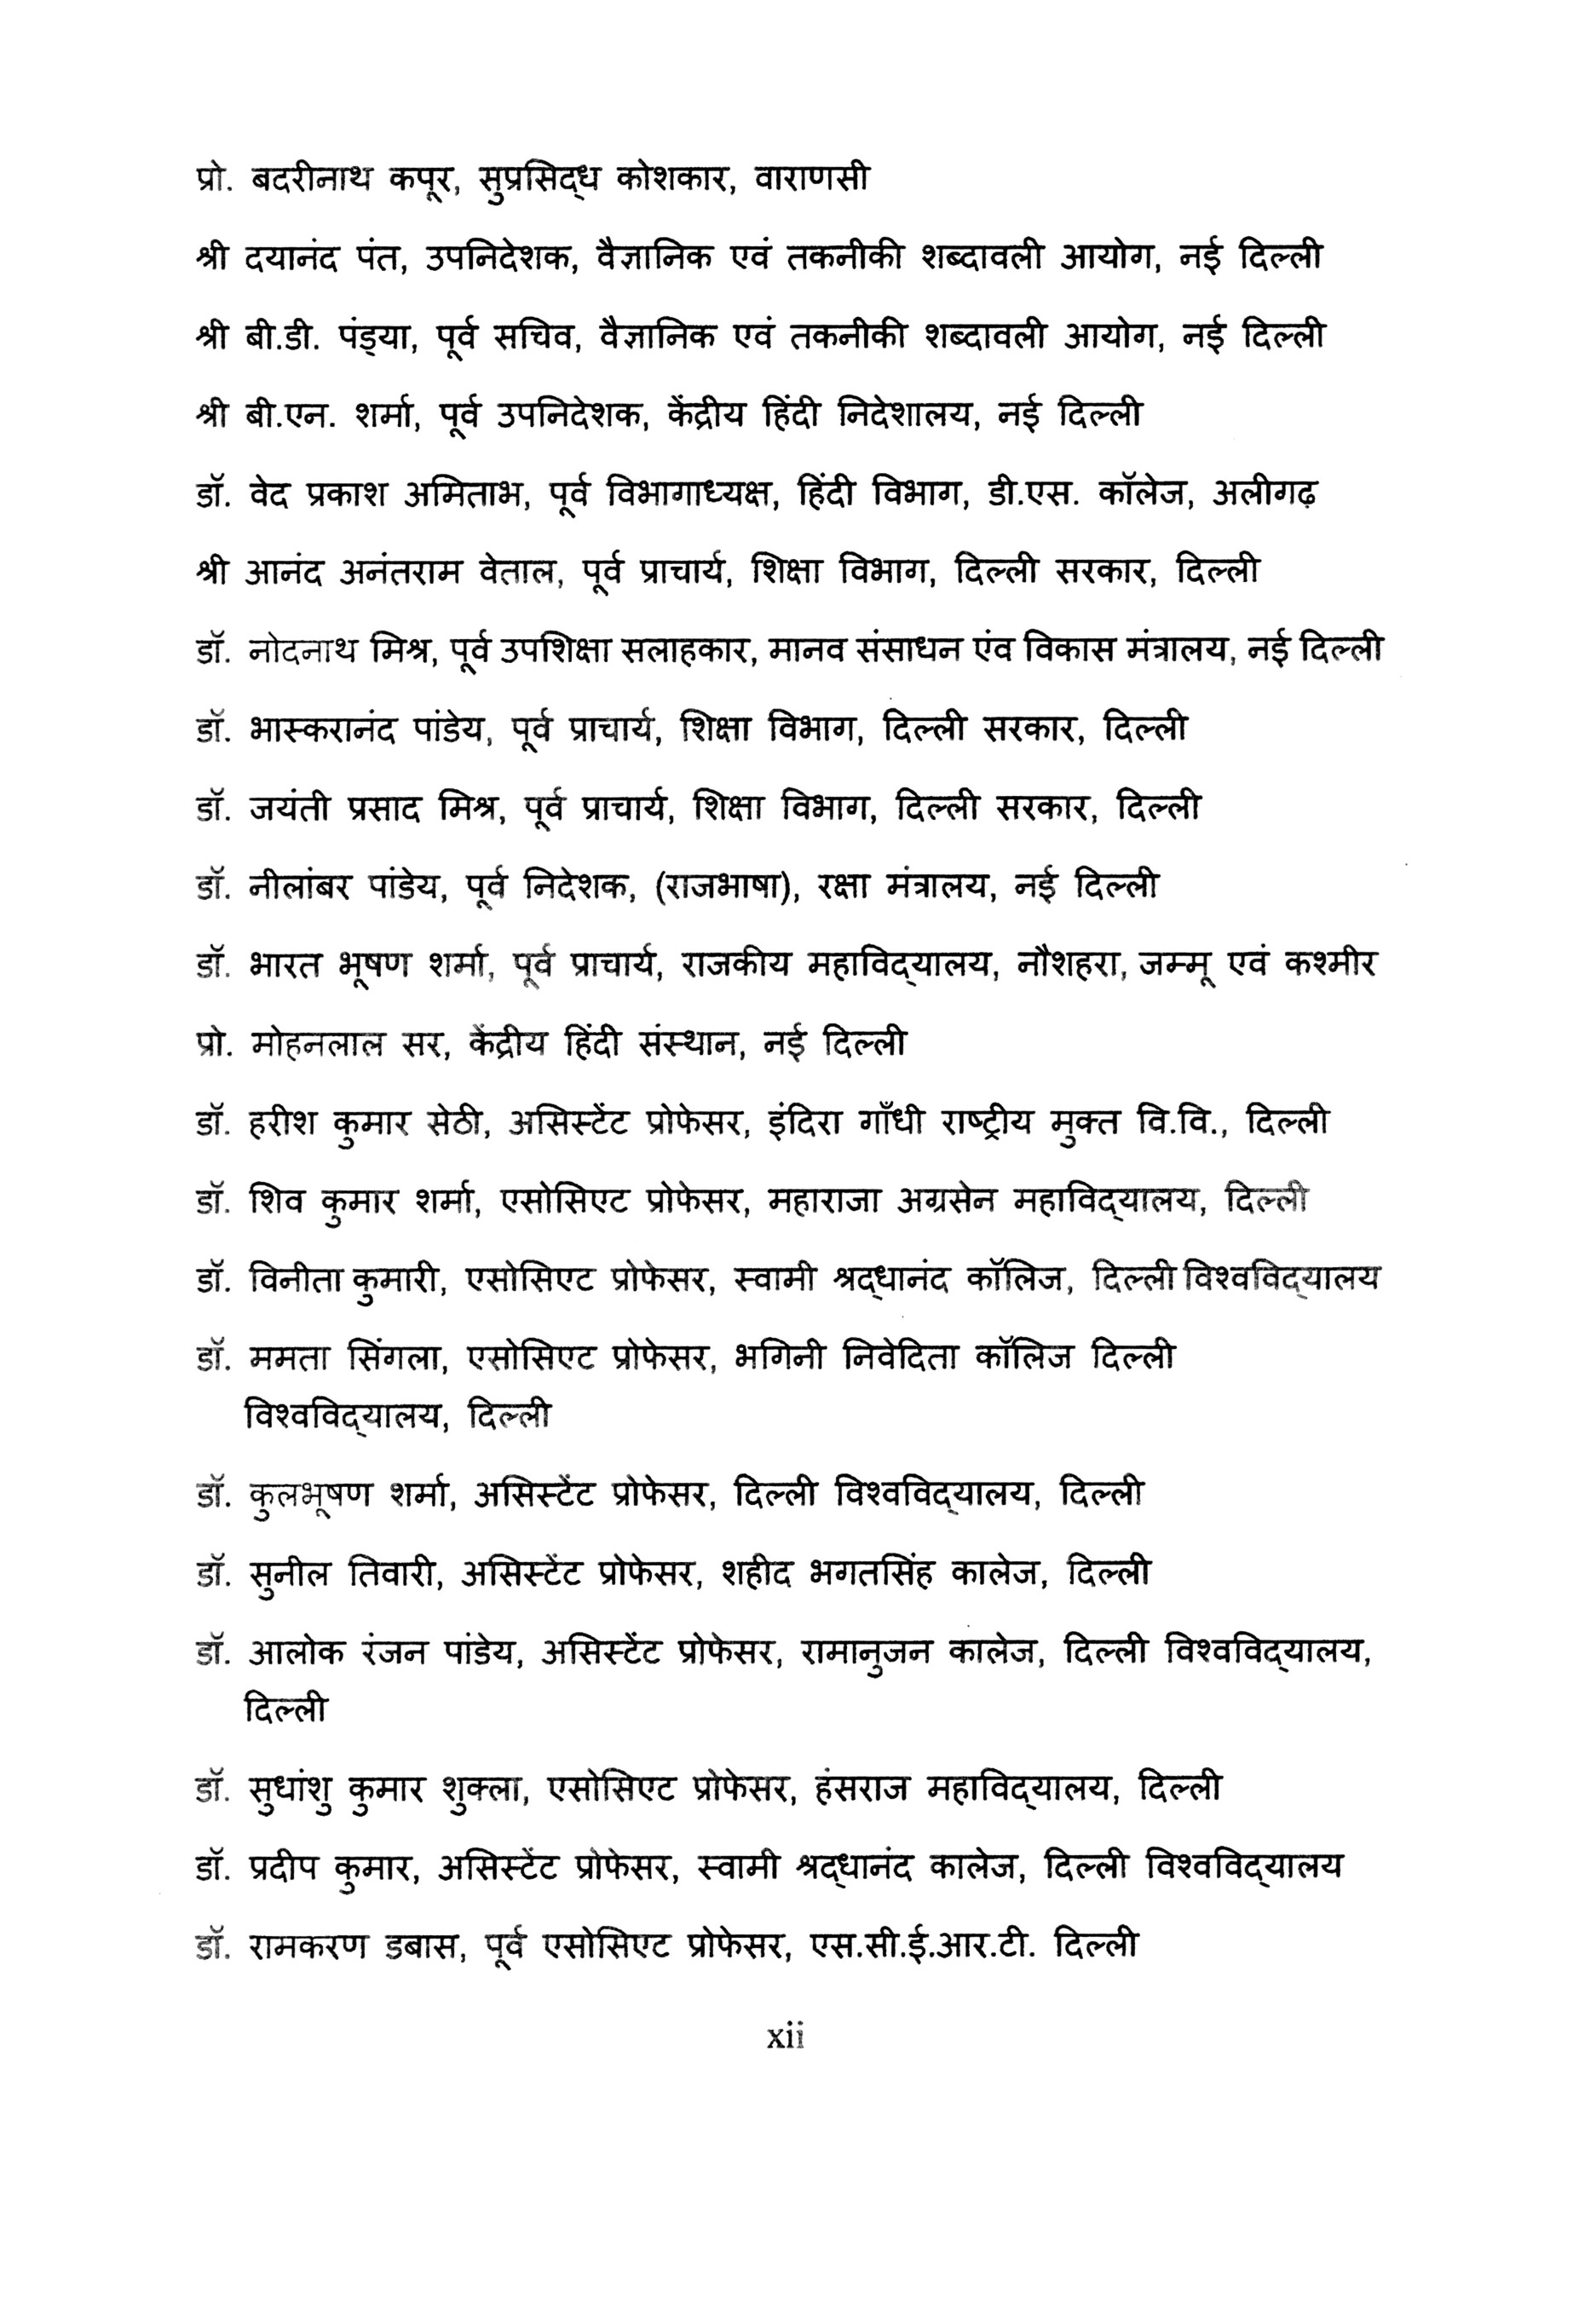 प्रो. बदरीनाथ कपूर, सुप्रसिद्ध कोशकार, वाराणसी
श्री दयानंद पंत, उपनिदेशक, वैज्ञानिक एवं तकनीकी शब्दावली आयोग, नई दिल्ली
श्री बी.डी. पंड्या, पूर्व सचिव, वैज्ञानिक एवं तकनीकी शब्दावली आयोग, नई दिल्ली
श्री बी.एन. शर्मा, पूर्व उपनिदेशक, केंद्रीय हिंदी निदेशालय, नई दिल्ली
डॉ. वेद प्रकाश अमिताभ, पूर्व विभागाध्यक्ष, हिंदी विभाग, डी.एस. कॉलेज, अलीगढ़
श्री आनंद अनंतराम वेताल, पूर्व प्राचार्य, शिक्षा विभाग, दिल्ली सरकार, दिल्ली
डॉ. नोदनाथ मिश्र, पूर्व उपशिक्षा सलाहकार, मानव संसाधन एंव विकास मंत्रालय, नई दिल्ली
डॉ. भास्करानंद पांडेय, पूर्व प्राचार्य, शिक्षा विभाग, दिल्ली सरकार, दिल्ली
डॉ. जयंती प्रसाद मिश्र, पूर्व प्राचार्य, शिक्षा विभाग, दिल्ली सरकार, दिल्ली
डॉ. नीलांबर पांडेय, पूर्व निदेशक, (राजभाषा), रक्षा मंत्रालय, नई दिल्ली
डॉ. भारत भूषण शर्मा, पूर्व प्राचार्य, राजकीय महाविद्यालय, नौशहरा, जम्मू एवं कश्मीर
प्रो. मोहनलाल सर, केंद्रीय हिंदी संस्थान, नई दिल्ली
डॉ. हरीश कुमार सेठी, असिस्टेंट प्रोफेसर, इंदिरा गाँधी राष्ट्रीय मुक्त वि.वि., दिल्ली
डॉ. शिव कुमार शर्मा, एसोसिएट प्रोफेसर, महाराजा अग्रसेन महाविद्यालय, दिल्ली
डॉ. विनीता कुमारी, एसोसिएट प्रोफेसर, स्वामी श्रद्धानंद कॉलिज, दिल्ली विश्वविद्यालय
डॉ. ममता सिंगला, एसोसिएट प्रोफेसर, भगिनी निवेदिता कॉलिज दिल्ली
विश्वविद्यालय, दिल्ली
डॉ. कुलभूषण शर्मा, असिस्टेंट प्रोफेसर, दिल्ली विश्वविद्यालय, दिल्ली
डॉ. सुनील तिवारी, असिस्टेंट प्रोफेसर, शहीद भगतसिंह कालेज, दिल्ली
डॉ. आलोक रंजन पांडेय, असिस्टेंट प्रोफेसर, रामानुजन कालेज, दिल्ली विश्वविद्यालय,
दिल्ली
डॉ. सुधांशु कुमार शुक्ला, एसोसिएट प्रोफेसर, हंसराज महाविद्यालय, दिल्ली
डॉ. प्रदीप कुमार, असिस्टेंट प्रोफेसर, स्वामी श्रद्धानंद कालेज, दिल्ली विश्वविद्यालय
डॉ. रामकरण डबास, पूर्व एसोसिएट प्रोफेसर, एस.सी.ई.आर.टी. दिल्ली
xii